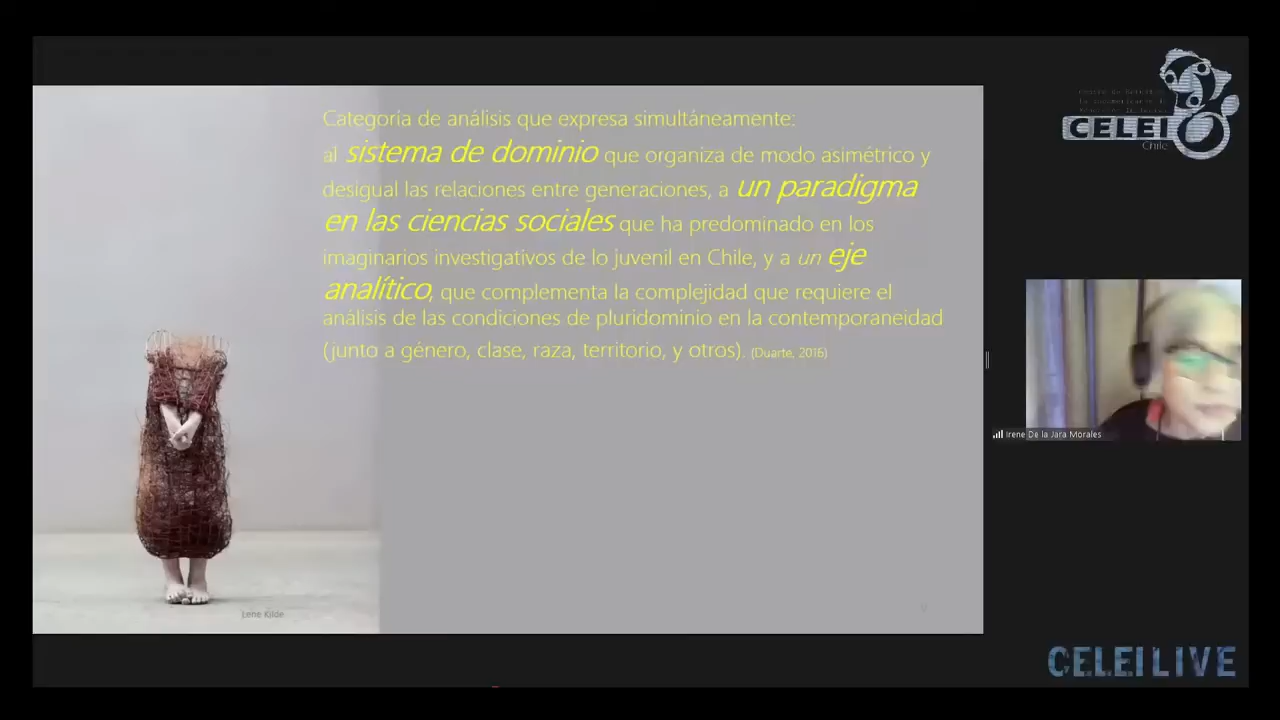 Categoría de análisis que expresa simultáneamente:
al sistema de dominio que organiza de modo asimétrico y
desigual las relaciones entre generaciones, a un paradigma
en las ciencias sociales que ha predominado en los
imaginarios investigativos de lo juvenil en Chile, y a un eje
analítico, que complementa la complejidad que requiere el
análisis de las condiciones de pluridominio en la contemporaneidad
(junto a género, clase, raza, territorio, y otros). (Duarte, 2016)
Lene Kilde
CELEI
Chile
Irene De la Jara Morales
CELEI LIVE